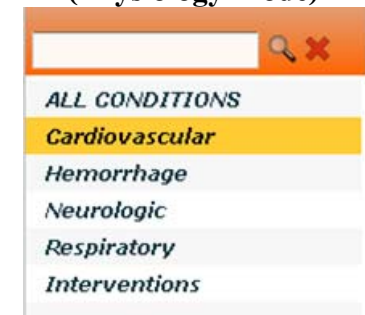 ALL CONDITIONS
Cardiovascular
Hemorrhage
Neurologic
Respiratory
Interventions